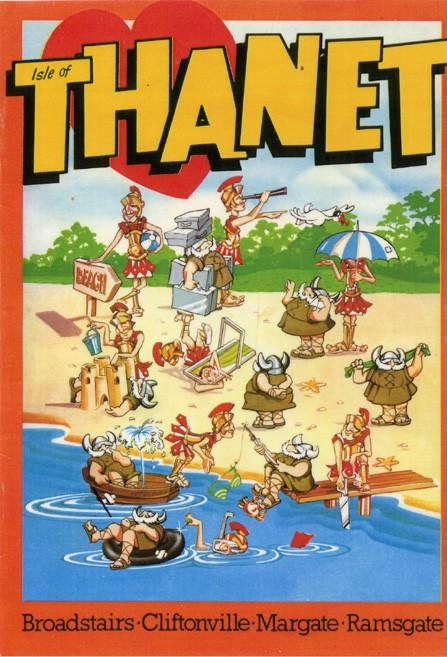 Isle of
THANET
BEACH
Broadstairs·Cliftonville·Margate·Ramsgate